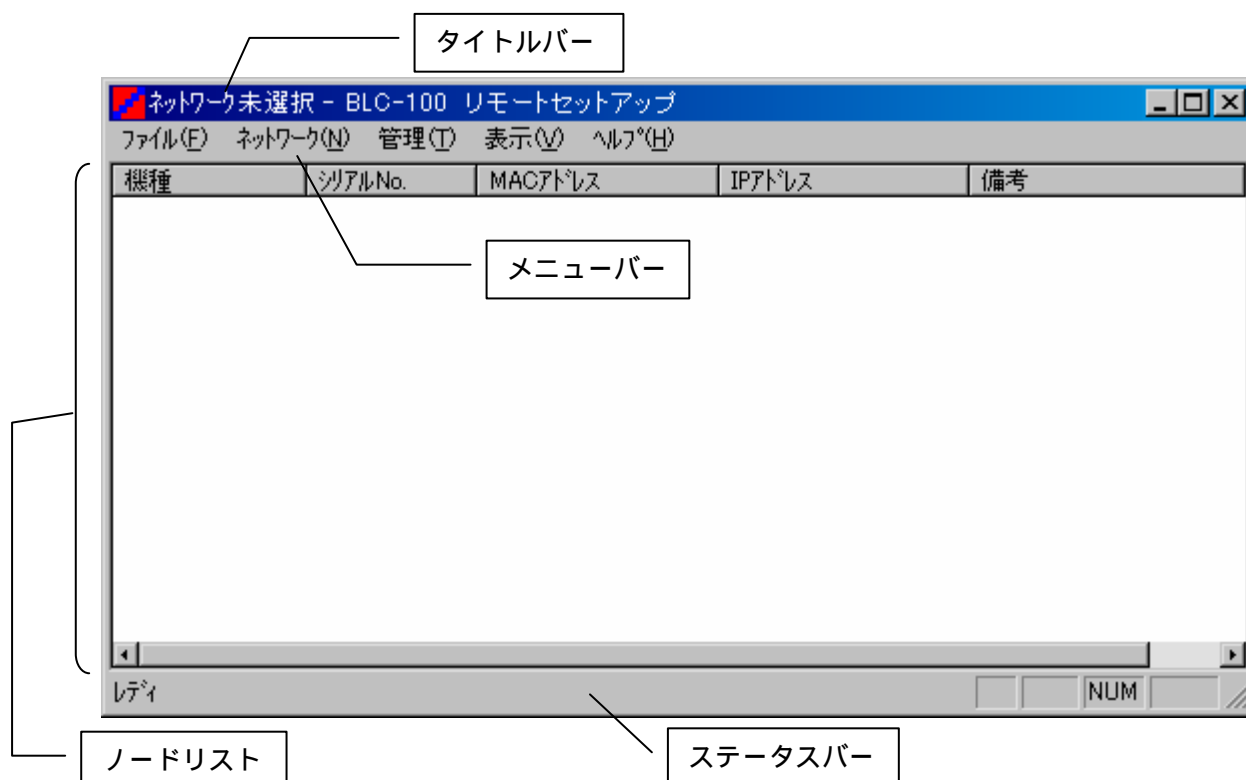 タイトルバー
ﾈｯﾄﾜｰｸ未選択 - BLC-100 リモートセットアップ
ﾌｧｲﾙ(F) ﾈｯﾄﾜｰｸ(N) 管理(T) 表示(V) ﾍﾙﾌﾟ(H)
機種 ｼﾘｱﾙNo. MACｱﾄﾞﾚｽ IPｱﾄﾞﾚｽ 備考
メニューバー
ﾚﾃﾞｨ NUM
ノードリスト ステータスバー